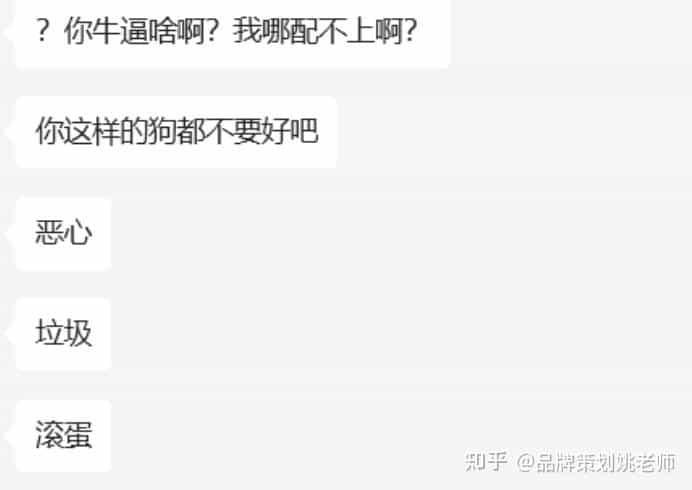 ？你牛逼啥啊？我哪配不上啊？
你这样的狗都不要好吧
恶心
垃圾
滚蛋
知乎 @品牌策划姚老师